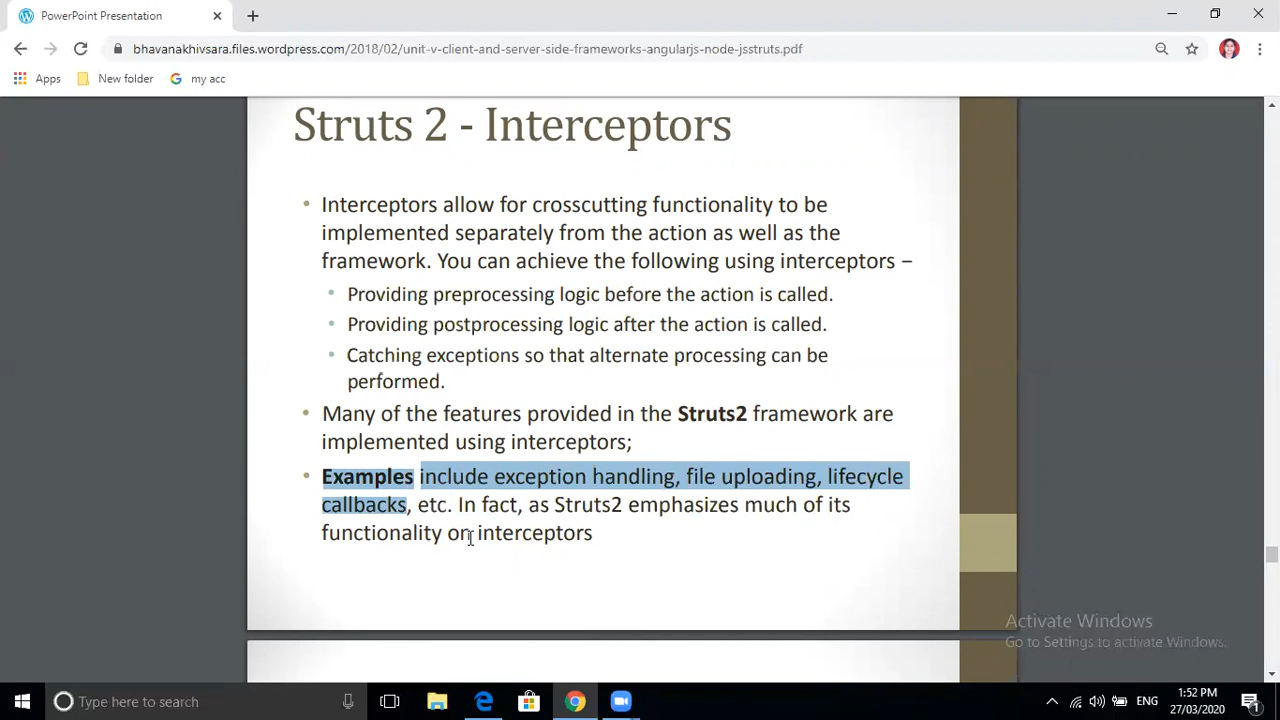 PowerPoint Presentation
bhavanakhivsara.files.wordpress.com/2018/02/unit-v-client-and-server-side-frameworks-angularjs-node-jsstruts.pdf
Apps New folder my acc
Struts 2 - Interceptors
• Interceptors allow for crosscutting functionality to be
implemented separately from the action as well as the
framework. You can achieve the following using interceptors −
• Providing preprocessing logic before the action is called.
• Providing postprocessing logic after the action is called.
• Catching exceptions so that alternate processing can be
performed.
• Many of the features provided in the Struts2 framework are
implemented using interceptors;
• Examples include exception handling, file uploading, lifecycle
callbacks, etc. In fact, as Struts2 emphasizes much of its
functionality on interceptors
Activate Windows
Go to Settings to activate Windows.
Type here to search
ENG
1:52 PM
27/03/2020
1